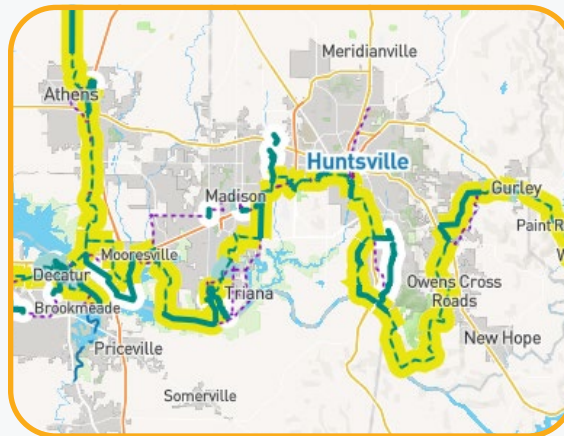 Meridianville
Athens
Huntsville
Madison
Gurley
Paint R
Mooresville
Decatur
Triana
Owens Cross
Roads
Brookmeade
Priceville
New Hope
Somerville